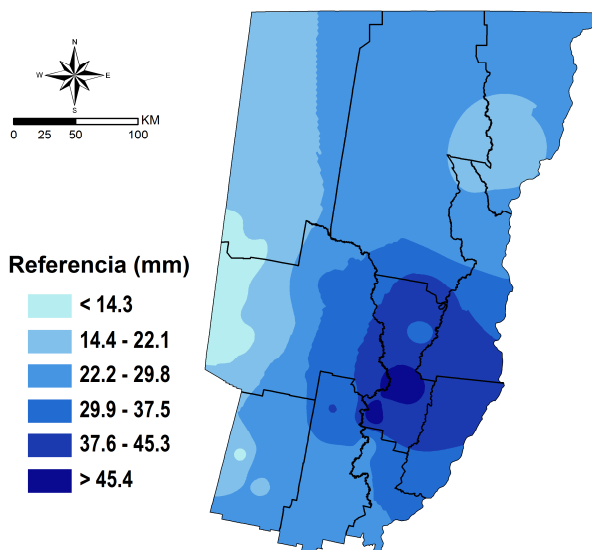 N
W E
S
KM
0 25 50 100
Referencia (mm)
< 14.3
14.4 - 22.1
22.2 - 29.8
29.9 - 37.5
37.6 - 45.3
> 45.4